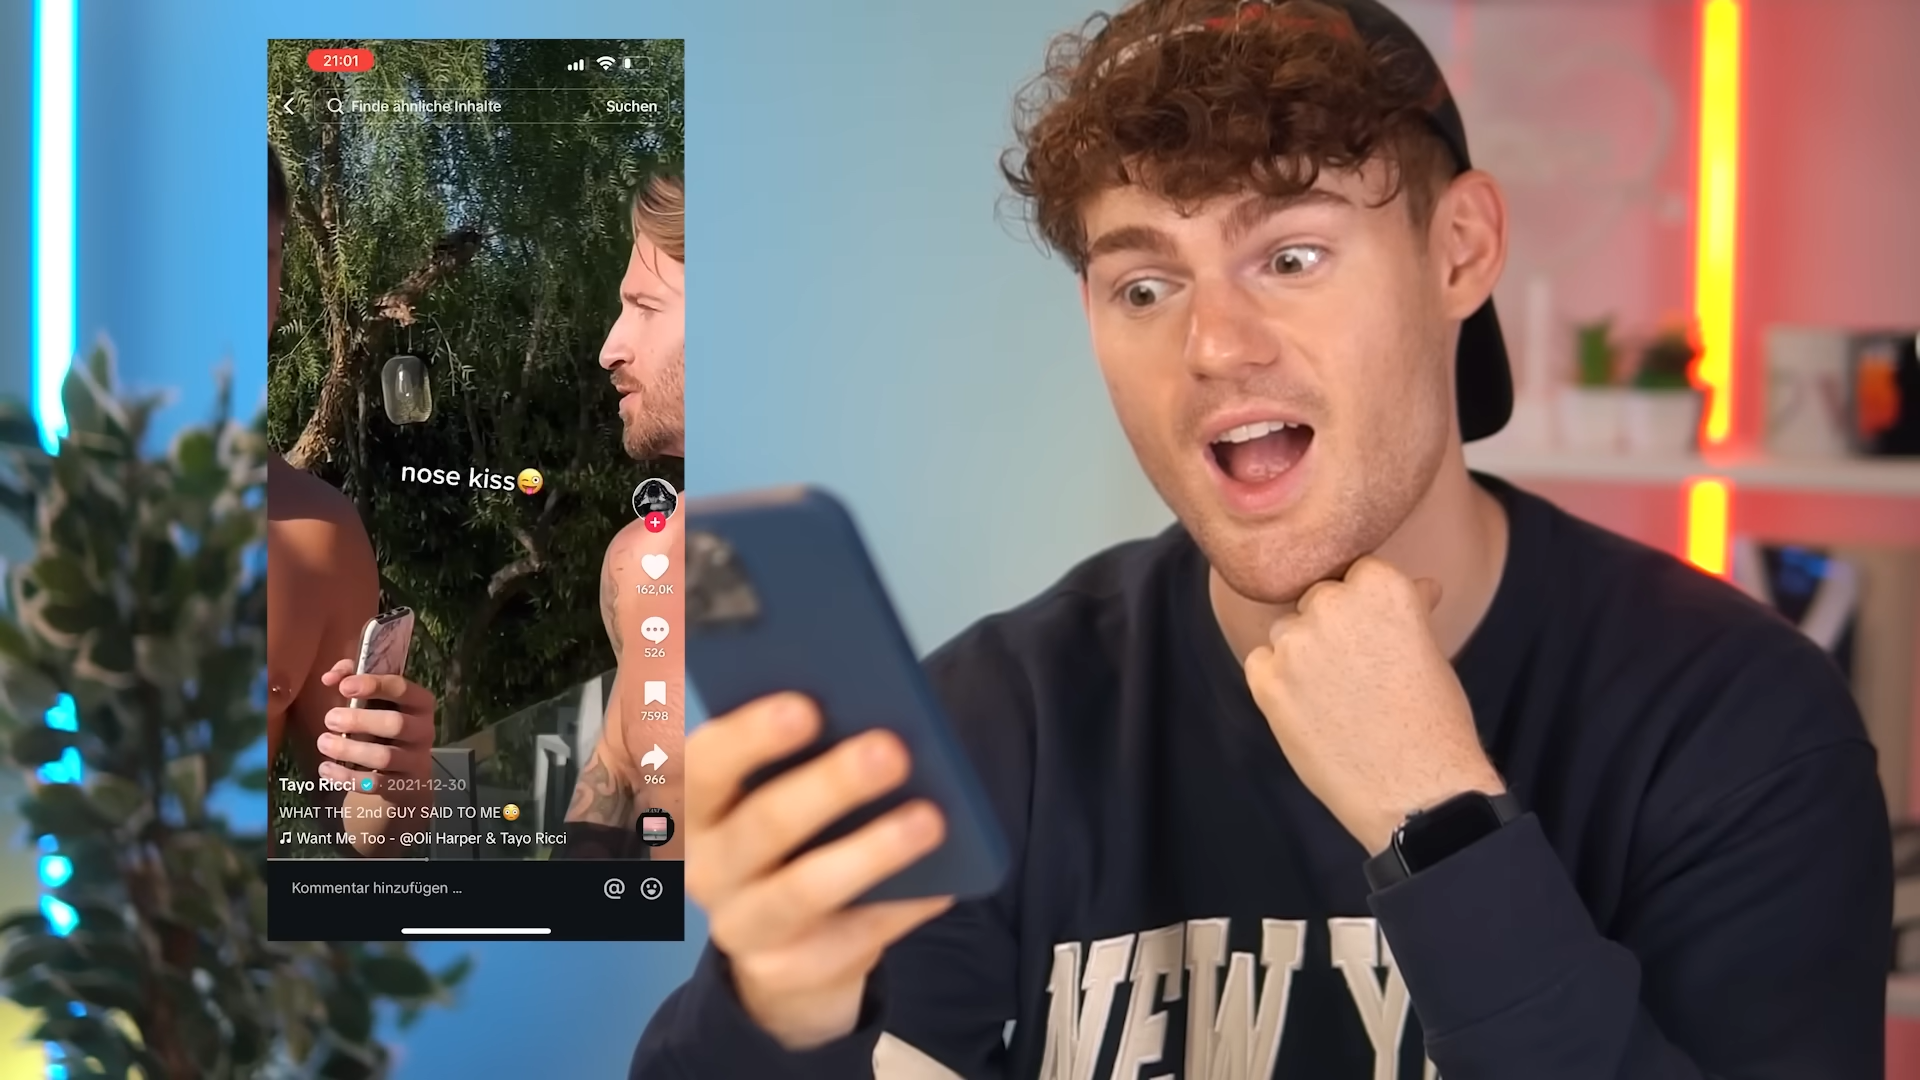 21:01
Finde ähnliche Inhalte
Suchen
nose kiss😜
162,0K
526
7598
966
Tayo Ricci · 2021-12-30
WHAT THE 2nd GUY SAID TO ME😳
Want Me Too - @Oli Harper & Tayo Ricci
Kommentar hinzufügen ...
@
NEW Y